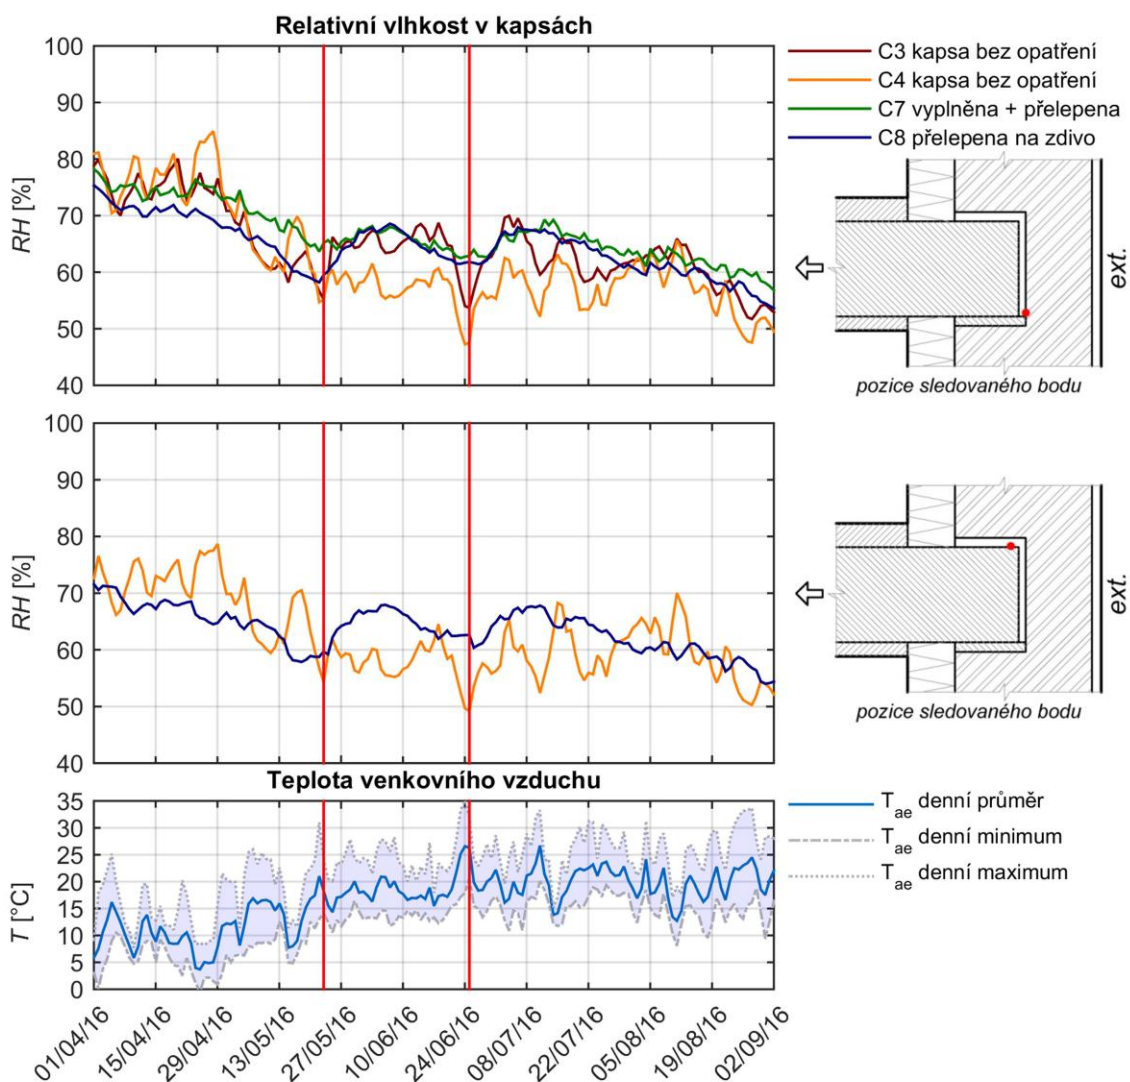 Relativní vlhkost v kapsách
100
90
80
70
60
50
40
RH [%]
C3 kapsa bez opatření
C4 kapsa bez opatření
C7 vyplněna + přelepena
C8 přelepena na zdivo
ext.
pozice sledovaného bodu
100
90
80
70
60
50
40
RH [%]
ext.
pozice sledovaného bodu
Teplota venkovního vzduchu
35
30
25
20
15
10
5
0
T [°C]
T_ae denní průměr
T_ae denní minimum
T_ae denní maximum
01/04/16
15/04/16
29/04/16
13/05/16
27/05/16
10/06/16
24/06/16
08/07/16
22/07/16
05/08/16
19/08/16
02/09/16